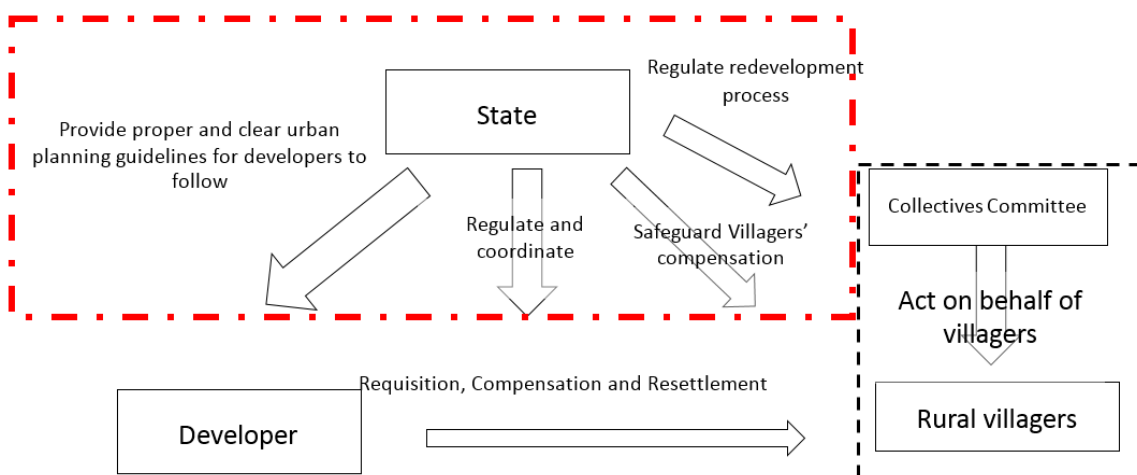 Regulate redevelopment
process
State
Provide proper and clear urban
planning guidelines for developers to
follow
Regulate and
coordinate
Safeguard Villagers’
compensation
Collectives Committee
Act on behalf of
villagers
Requisition, Compensation and Resettlement
Developer
Rural villagers